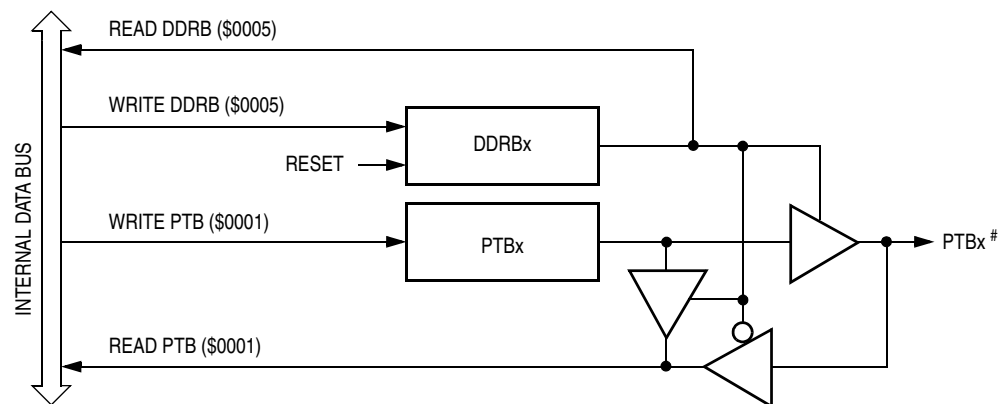 READ DDRB ($0005)
WRITE DDRB ($0005)
DDRBx
RESET
INTERNAL DATA BUS
WRITE PTB ($0001)
PTBx
PTBx #
READ PTB ($0001)